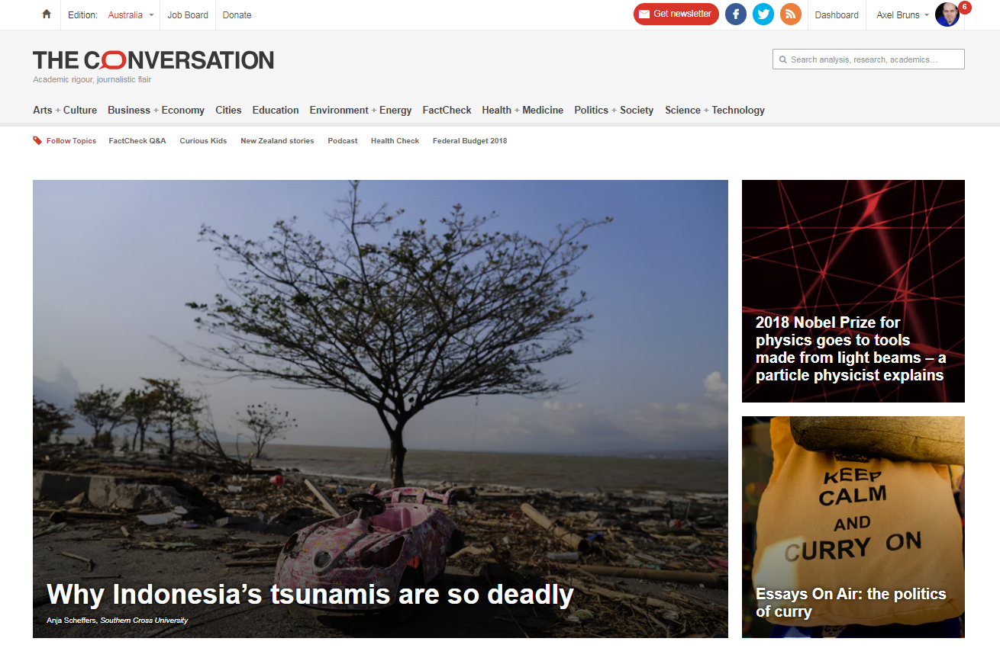 Edition: Australia Job Board Donate Get newsletter Dashboard Axel Bruns 6
THE CONVERSATION
Search analysis, research, academics…
Academic rigour, journalistic flair
Arts + Culture Business + Economy Cities Education Environment + Energy FactCheck Health + Medicine Politics + Society Science + Technology
Follow Topics FactCheck Q&A Curious Kids New Zealand stories Podcast Health Check Federal Budget 2018
Why Indonesia’s tsunamis are so deadly
Anja Scheffers, Southern Cross University
2018 Nobel Prize for
physics goes to tools
made from light beams – a
particle physicist explains
KEEP
CALM
AND
CURRY ON
Essays On Air: the politics
of curry